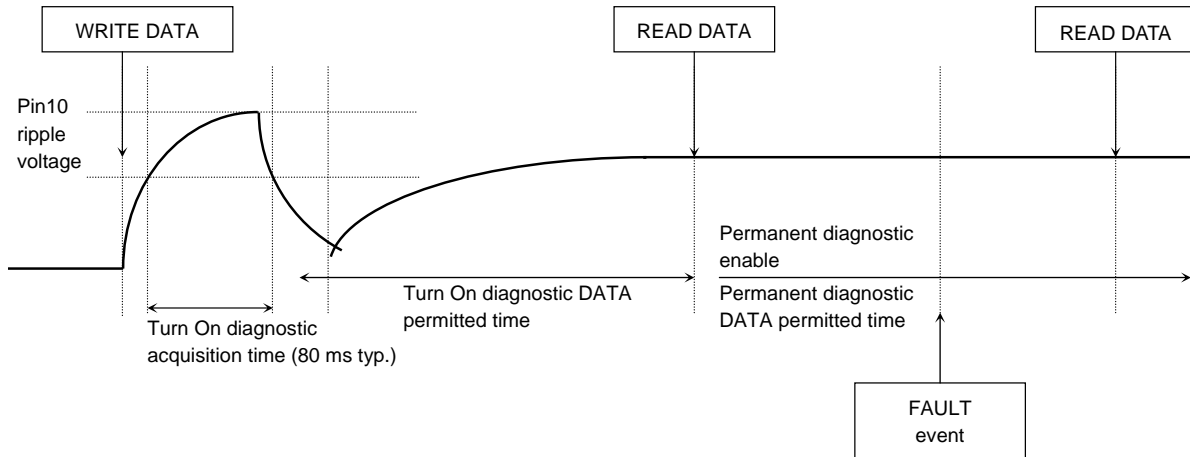 WRITE DATA
READ DATA
READ DATA
Pin10
ripple
voltage
Permanent diagnostic
enable
Turn On diagnostic DATA
permitted time
Permanent diagnostic
DATA permitted time
Turn On diagnostic
acquisition time (80 ms typ.)
FAULT
event